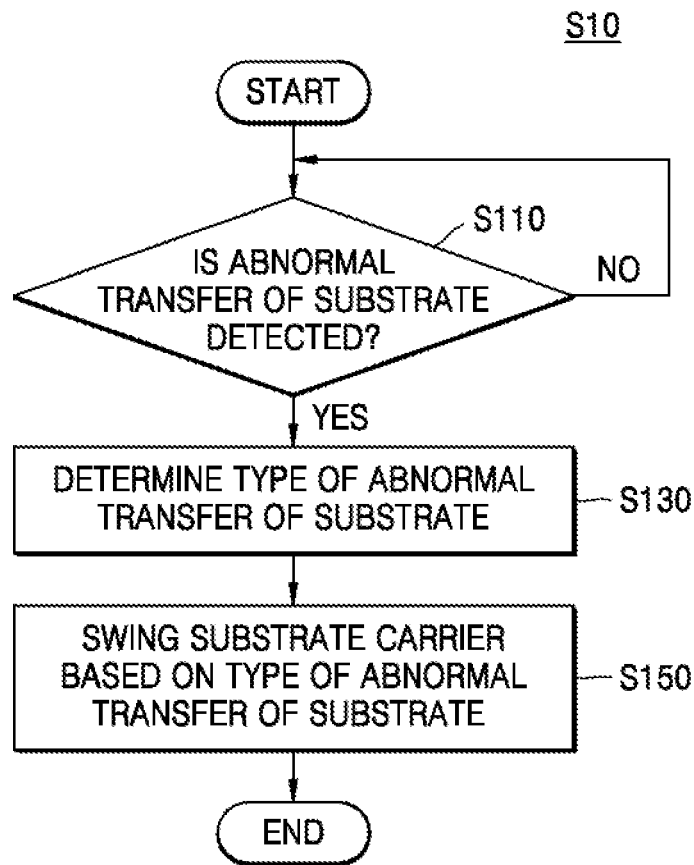 S10
START
S110
IS ABNORMAL
TRANSFER OF SUBSTRATE
DETECTED?
NO
YES
DETERMINE TYPE OF ABNORMAL
TRANSFER OF SUBSTRATE
S130
SWING SUBSTRATE CARRIER
BASED ON TYPE OF ABNORMAL
TRANSFER OF SUBSTRATE
S150
END